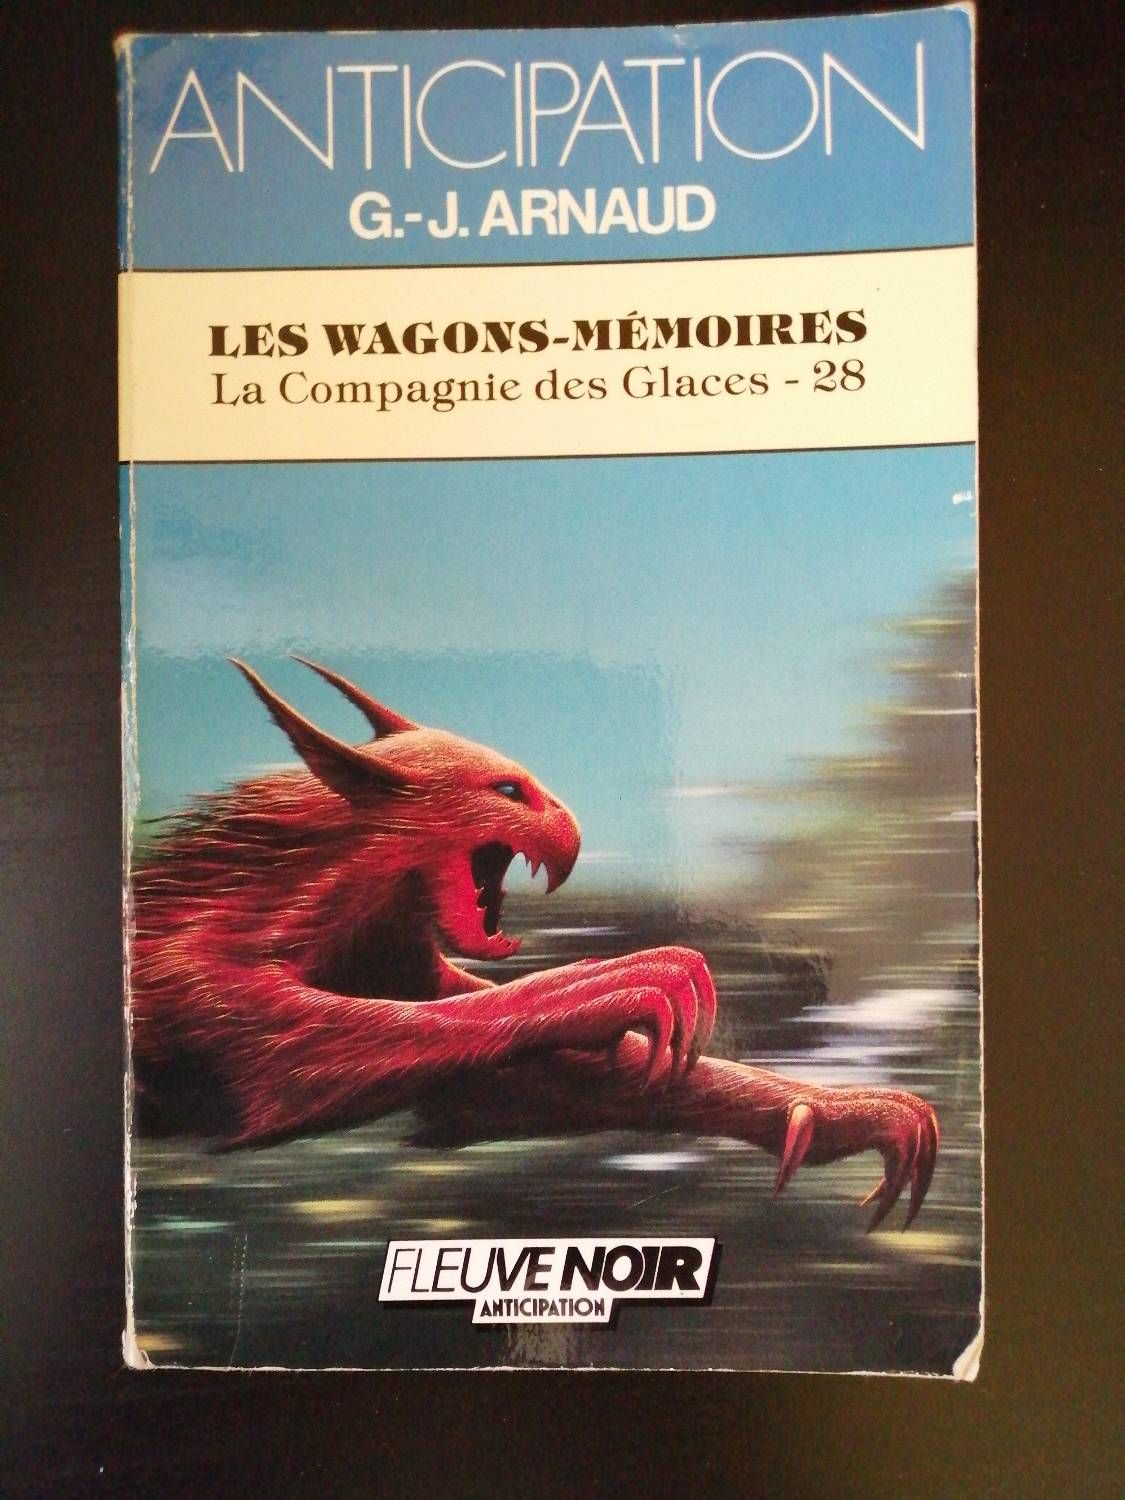 ANTICIPATION
G.-J. ARNAUD
LES WAGONS-MÉMOIRES
La Compagnie des Glaces - 28
FLEUVE NOIR
ANTICIPATION